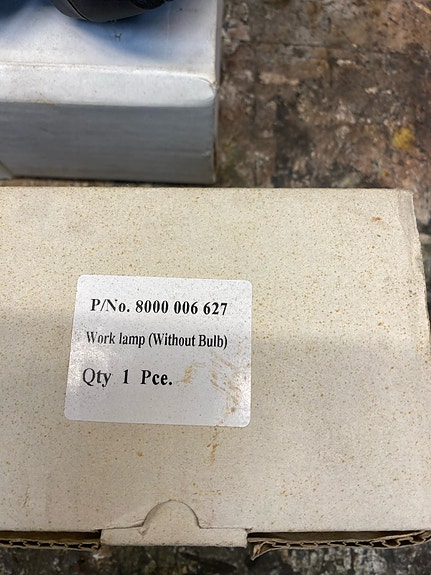 P/No. 8000 006 627
Work lamp (Without Bulb)
Qty 1 Pce.